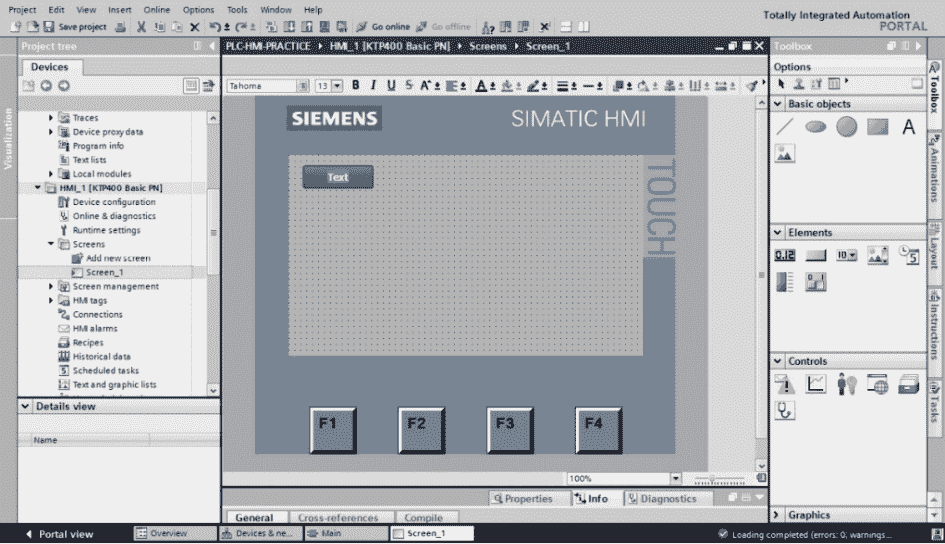 Project Edit View Insert Online Options Tools Window Help
Totally Integrated Automation
PORTAL
Save project
Go online
Go offline
Project tree
PLC-HMI-PRACTICE HMI_1 [KTP400 Basic PN] Screens Screen_1
Toolbox
Devices
Options
Tahoma
13
B I U S A
Basic objects
A
Visualization
Traces
Device proxy data
Program info
Text lists
Local modules
HMI_1 [KTP400 Basic PN]
Device configuration
Online & diagnostics
Runtime settings
Screens
Add new screen
Screen_1
Screen management
HMI tags
Connections
HMI alarms
Recipes
Historical data
Scheduled tasks
Text and graphic lists
Details view
Name
SIEMENS
SIMATIC HMI
Text
TOUCH
F1
F2
F3
F4
100%
Properties
Info
Diagnostics
General
Cross-references
Compile
Elements
0.12
10
5
Controls
Graphics
Toolbox
Animations
Layout
Instructions
Tasks
Portal view
Overview
Devices & ne...
Main
Screen_1
Loading completed (errors: 0; warnings...